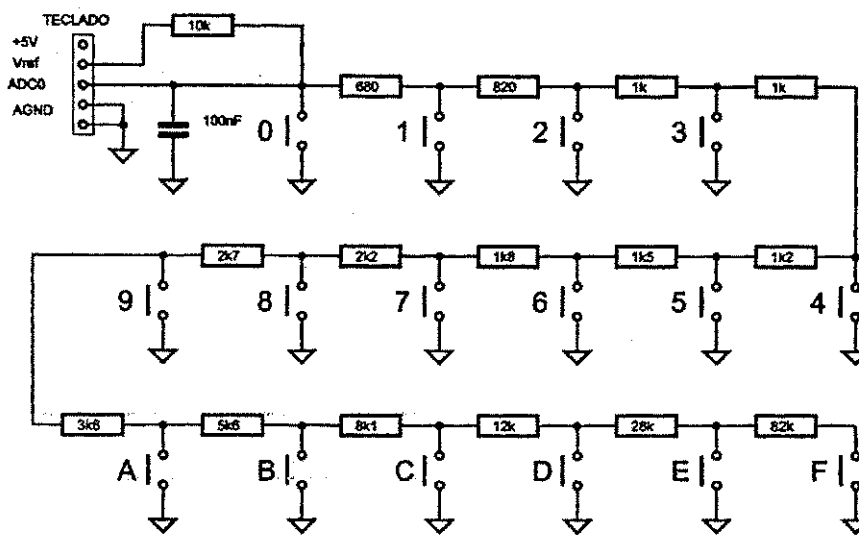 TECLADO
+5V
Vref
ADC0
AGND
10k
100nF
680
820
1k
1k
0
1
2
3
2k7
2k2
1k8
1k5
1k2
9
8
7
6
5
4
3k6
5k6
8k1
12k
28k
82k
A
B
C
D
E
F